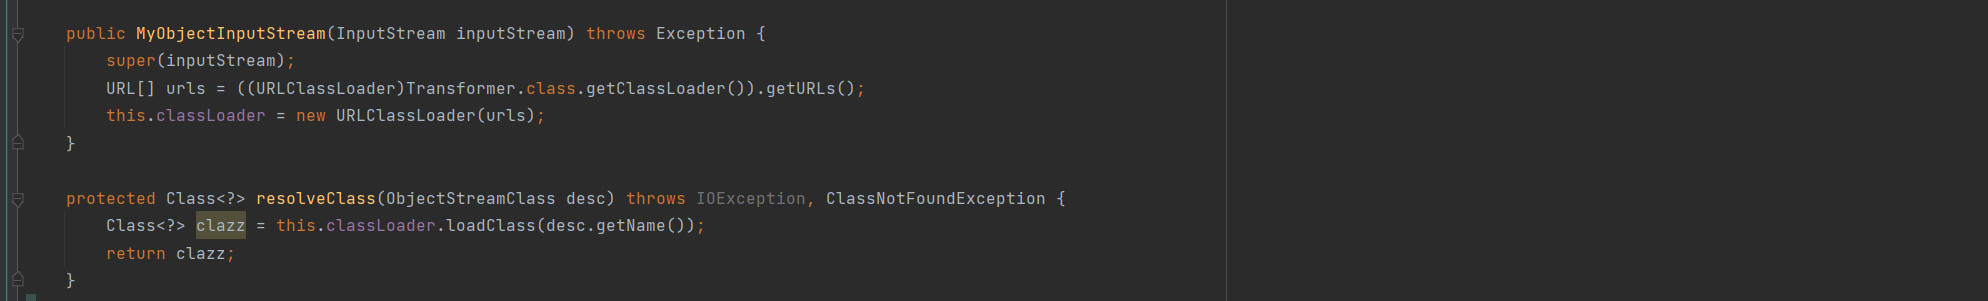 public MyObjectInputStream(InputStream inputStream) throws Exception {
super(inputStream);
URL[] urls = ((URLClassLoader)Transformer.class.getClassLoader()).getURLs();
this.classLoader = new URLClassLoader(urls);
}
protected Class<?> resolveClass(ObjectStreamClass desc) throws IOException, ClassNotFoundException {
Class<?> clazz = this.classLoader.loadClass(desc.getName());
return clazz;
}